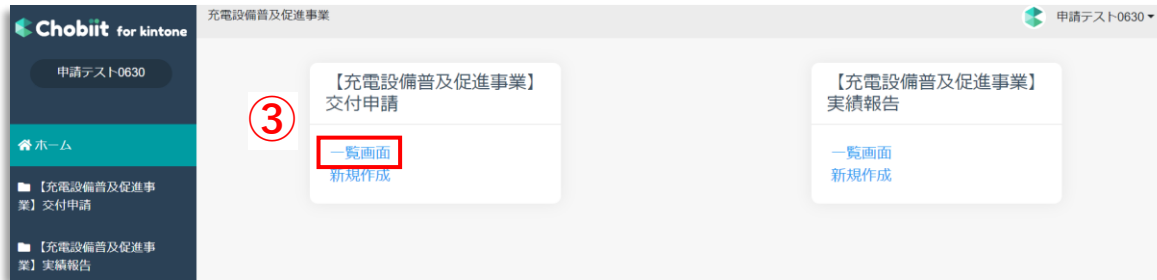 Chobiit for kintone
申請テスト0630
ホーム
【充電設備普及促進事
業】交付申請
【充電設備普及促進事
業】実績報告
充電設備普及促進事業
申請テスト0630
③
【充電設備普及促進事業】
交付申請
一覧画面
新規作成
【充電設備普及促進事業】
実績報告
一覧画面
新規作成